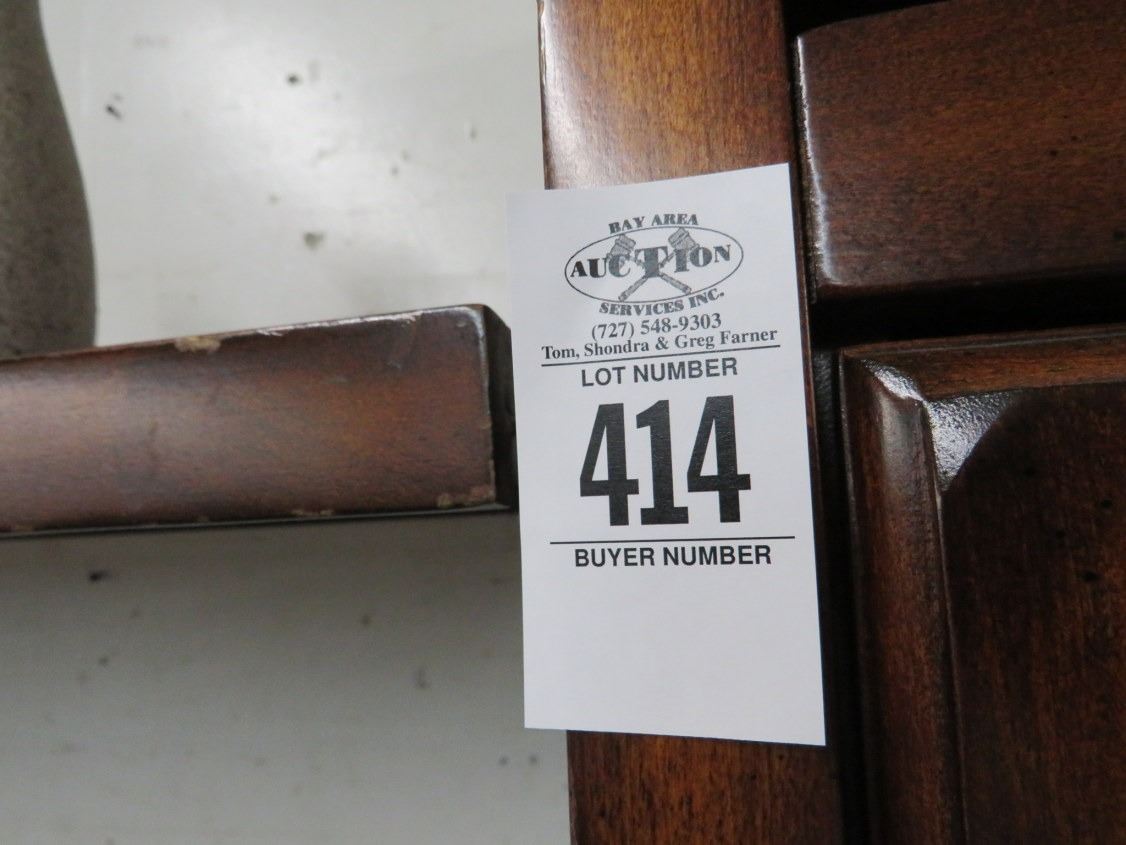 BAY AREA
AUCTION
SERVICES INC.
(727) 548-9303
Tom, Shondra & Greg Farner
LOT NUMBER
414
BUYER NUMBER